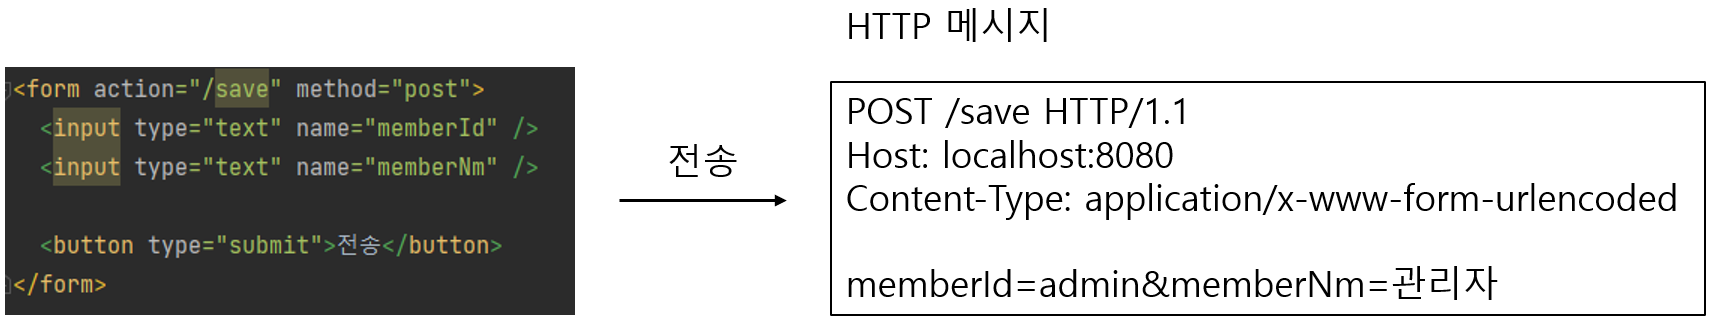 HTTP 메시지
<form action="/save" method="post">
<input type="text" name="memberId" />
<input type="text" name="memberNm" />
<button type="submit">전송</button>
</form>
전송
POST /save HTTP/1.1
Host: localhost:8080
Content-Type: application/x-www-form-urlencoded
memberId=admin&memberNm=관리자